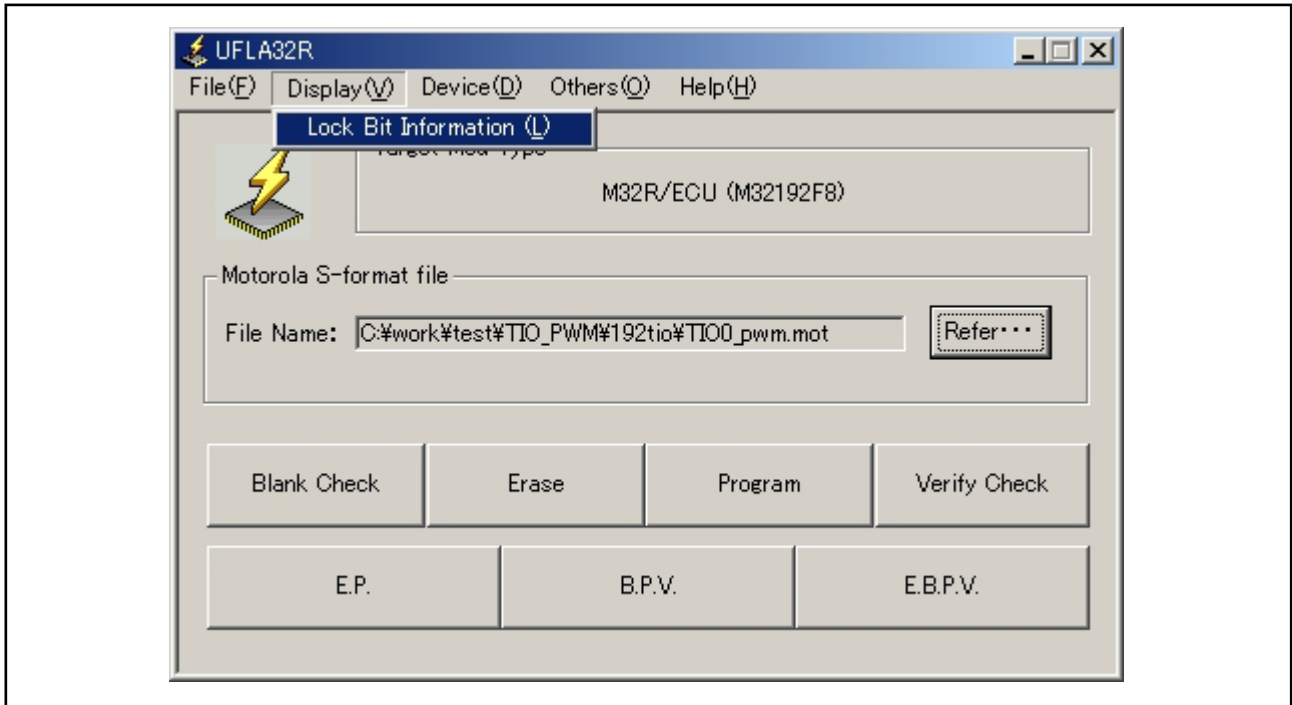 UFLA32R
File(F) Display(V) Device(D) Others(O) Help(H)
Lock Bit Information (L)
M32R/ECU (M32192F8)
Motorola S-format file
File Name: C:¥work¥test¥TIO_PWM¥192tio¥TIO0_pwm.mot Refer···
Blank Check Erase Program Verify Check
E.P. B.P.V. E.B.P.V.